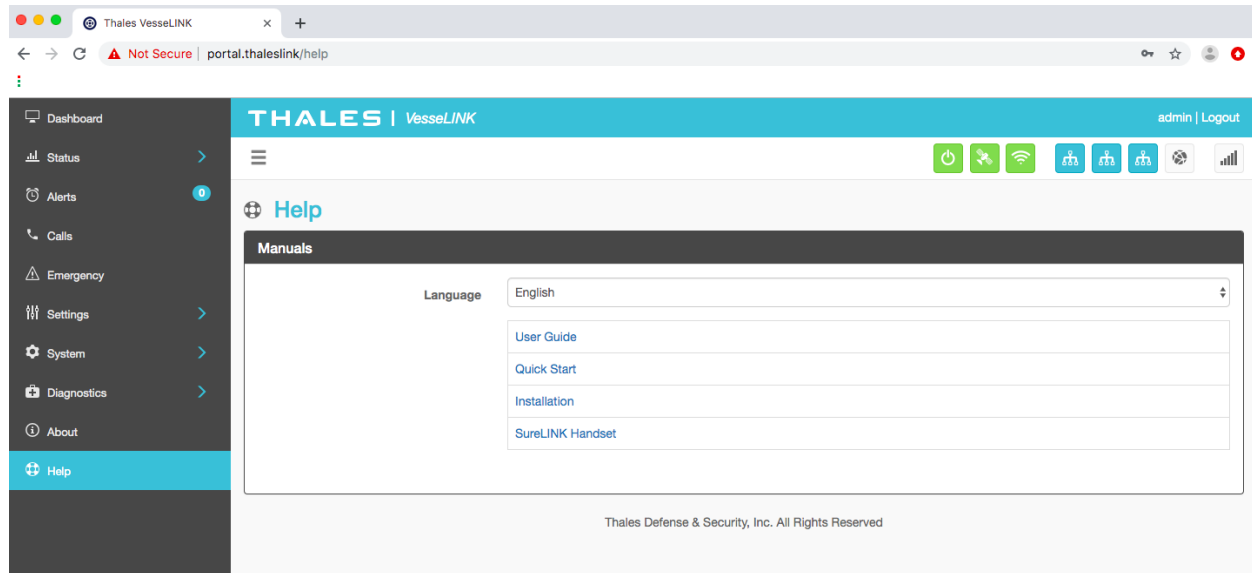 Thales VesseLINK
Not Secure | portal.thaleslink/help
Dashboard
Status
Alerts 0
Calls
Emergency
Settings
System
Diagnostics
About
Help
THALES | VesseLINK
admin | Logout
Help
Manuals
Language English
User Guide
Quick Start
Installation
SureLINK Handset
Thales Defense & Security, Inc. All Rights Reserved